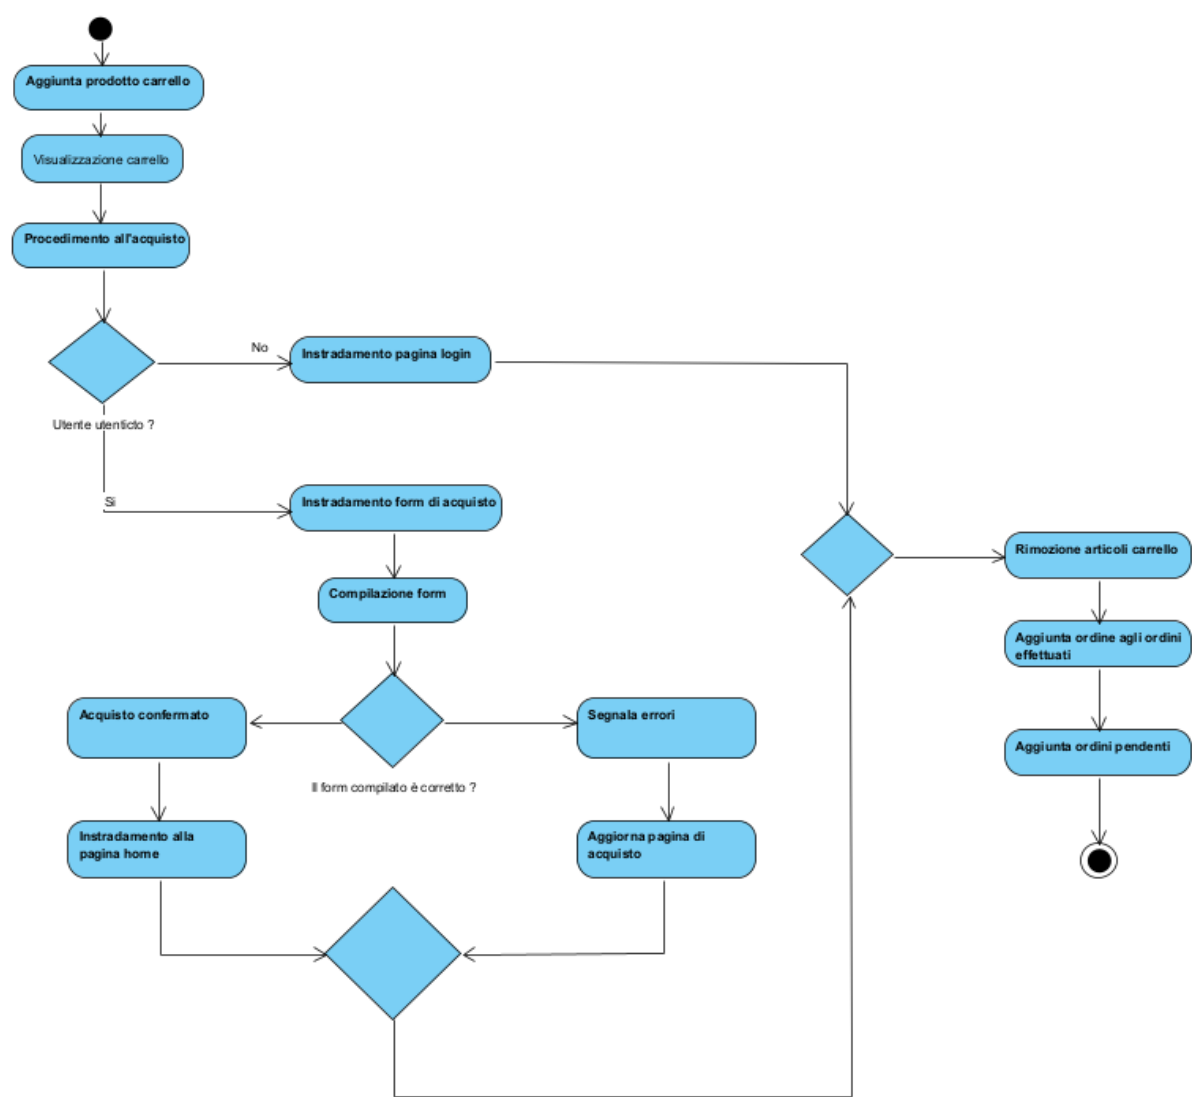 Aggiunta prodotto carrello
Visualizzazione carrello
Procedimento all'acquisto
No
Instradamento pagina login
Utente utenticto ?
Si
Instradamento form di acquisto
Compilazione form
Rimozione articoli carrello
Aggiunta ordine agli ordini
effettuati
Acquisto confermato
Segnala errori
Aggiunta ordini pendenti
Il form compilato è corretto ?
Instradamento alla
pagina home
Aggiorna pagina di
acquisto